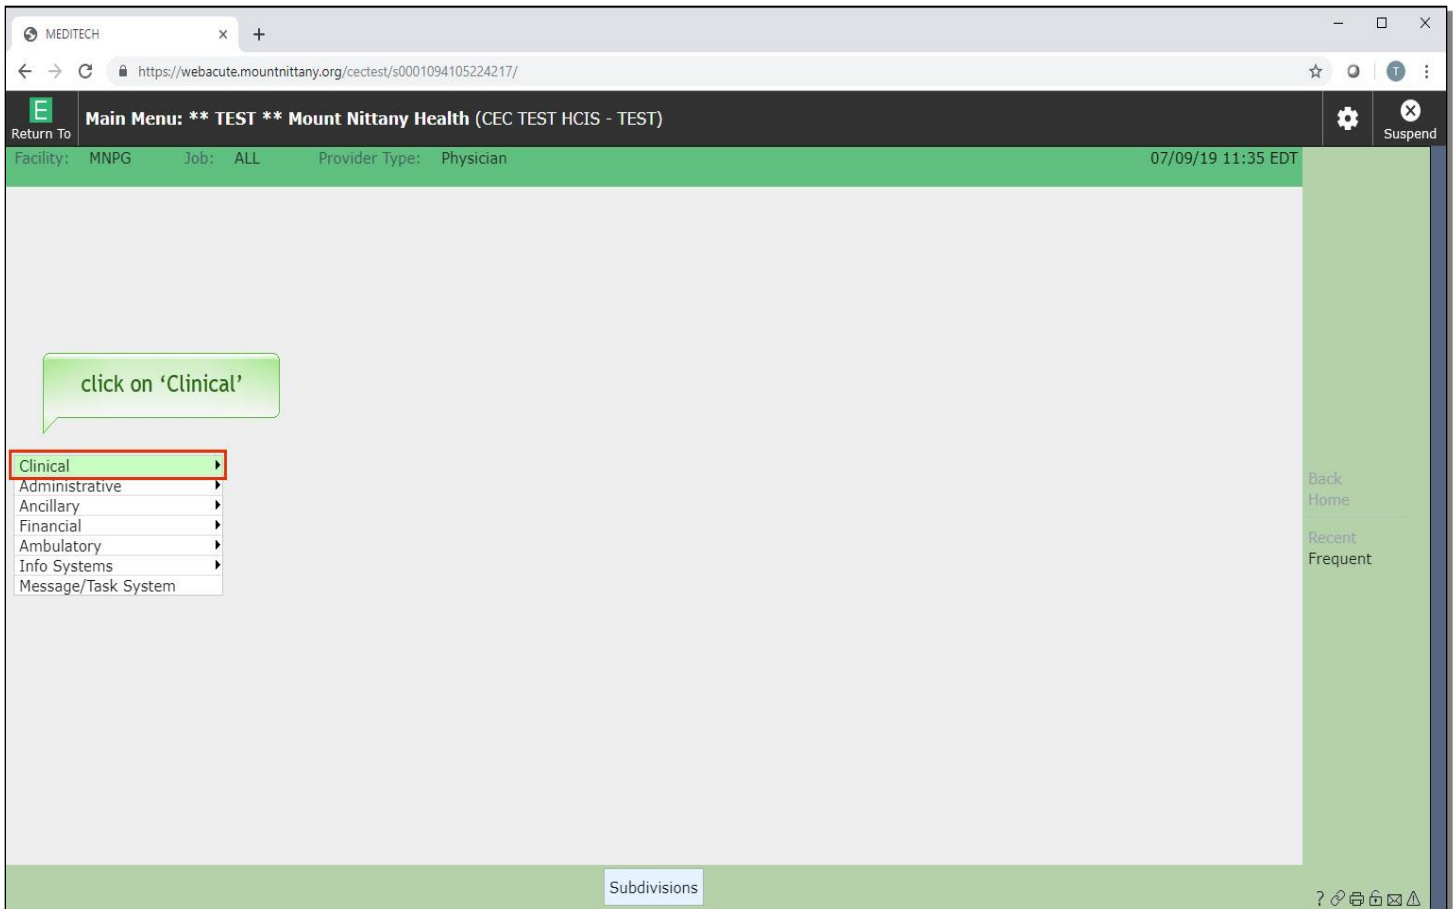 MEDITECH
https://webacute.mountnittany.org/cectest/s0001094105224217/
T
E
Return To
Main Menu: ** TEST ** Mount Nittany Health (CEC TEST HCIS - TEST)
Suspend
Facility: MNPG Job: ALL Provider Type: Physician 07/09/19 11:35 EDT
click on ‘Clinical’
Clinical
Administrative
Ancillary
Financial
Ambulatory
Info Systems
Message/Task System
Back
Home
Recent
Frequent
Subdivisions
?